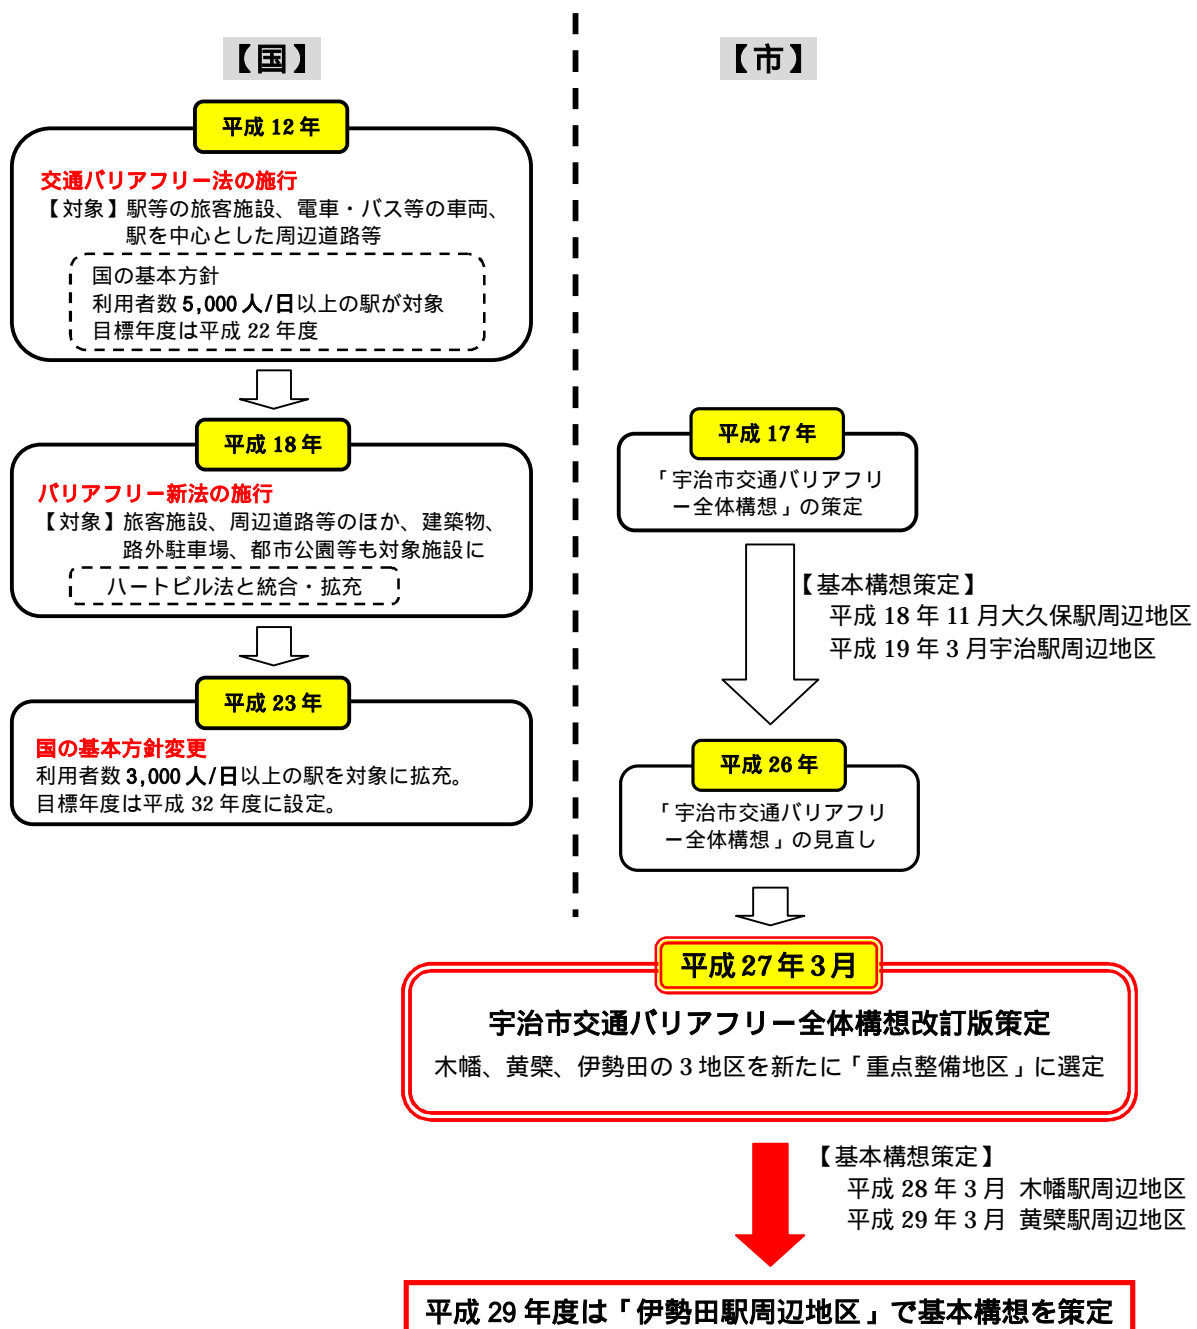 【国】
平成 12 年
交通バリアフリー法の施行
【対象】駅等の旅客施設、電車・バス等の車両、
駅を中心とした周辺道路等
国の基本方針
利用者数 5,000 人/日以上の駅が対象
目標年度は平成 22 年度
平成 18 年
バリアフリー新法の施行
【対象】旅客施設、周辺道路等のほか、建築物、
路外駐車場、都市公園等も対象施設に
ハートビル法と統合・拡充
平成 23 年
国の基本方針変更
利用者数 3,000 人/日以上の駅を対象に拡充。
目標年度は平成 32 年度に設定。
【市】
平成 17 年
「宇治市交通バリアフリ
ー全体構想」の策定
【基本構想策定】
平成 18 年 11 月大久保駅周辺地区
平成 19 年 3 月宇治駅周辺地区
平成 26 年
「宇治市交通バリアフリ
ー全体構想」の見直し
平成 27 年 3 月
宇治市交通バリアフリー全体構想改訂版策定
木幡、黄檗、伊勢田の 3 地区を新たに「重点整備地区」に選定
【基本構想策定】
平成 28 年 3 月 木幡駅周辺地区
平成 29 年 3 月 黄檗駅周辺地区
平成 29 年度は「伊勢田駅周辺地区」で基本構想を策定